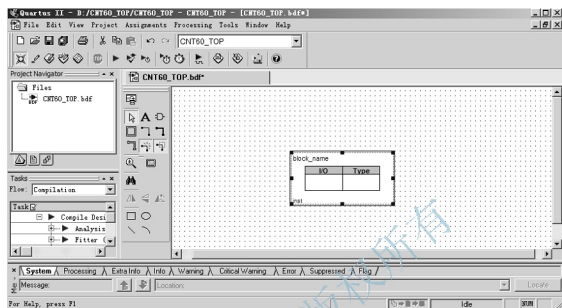 Quartus II - D:/CNT60_TOP/CNT60_TOP - CNT60_TOP - [CNT60_TOP.bdf*]
File Edit View Project Assignments Processing Tools Window Help
CNT60_TOP
Project Navigator
CNT60_TOP.bdf*
Files
CNT60_TOP.bdf
block_name
I/O Type
inst
Tasks
Flow: Compilation
Task
Compile Desi
Analysis
Fitter (
System Processing Extra Info Info Warning Critical Warning Error Suppressed Flag
Message:
Location:
Locate
For Help, press F1
Idle
NUM